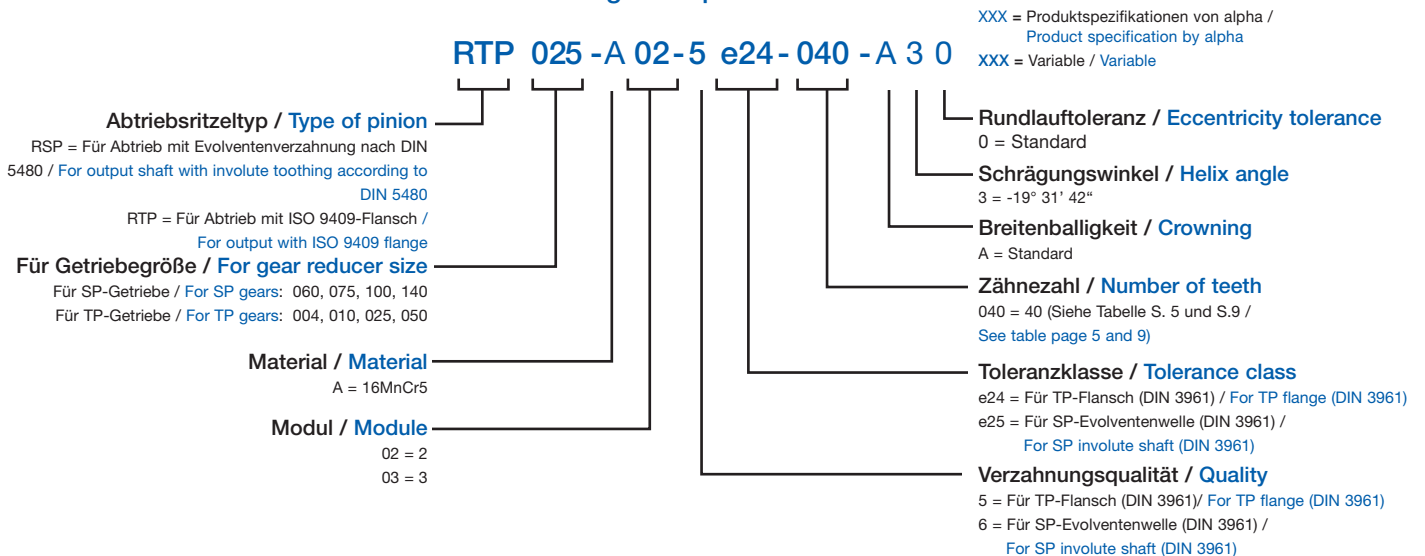 XXX = Produktspezifikationen von alpha /
Product specification by alpha
XXX = Variable / Variable
RTP 025 - A 02 - 5 e24 - 040 - A 3 0
Abtriebsritzeltyp / Type of pinion
RSP = Für Abtrieb mit Evolventenverzahnung nach DIN
5480 / For output shaft with involute toothing according to
DIN 5480
RTP = Für Abtrieb mit ISO 9409-Flansch /
For output with ISO 9409 flange
Für Getriebegröße / For gear reducer size
Für SP-Getriebe / For SP gears: 060, 075, 100, 140
Für TP-Getriebe / For TP gears: 004, 010, 025, 050
Material / Material
A = 16MnCr5
Modul / Module
02 = 2
03 = 3
Rundlauftoleranz / Eccentricity tolerance
0 = Standard
Schrägungswinkel / Helix angle
3 = -19° 31’ 42“
Breitenballigkeit / Crowning
A = Standard
Zähnezahl / Number of teeth
040 = 40 (Siehe Tabelle S. 5 und S.9 /
See table page 5 and 9)
Toleranzklasse / Tolerance class
e24 = Für TP-Flansch (DIN 3961) / For TP flange (DIN 3961)
e25 = Für SP-Evolventenwelle (DIN 3961) /
For SP involute shaft (DIN 3961)
Verzahnungsqualität / Quality
5 = Für TP-Flansch (DIN 3961)/ For TP flange (DIN 3961)
6 = Für SP-Evolventenwelle (DIN 3961) /
For SP involute shaft (DIN 3961)